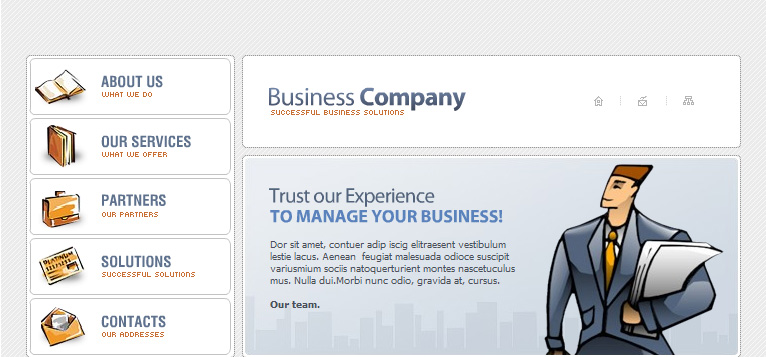 ABOUT US
WHAT WE DO
OUR SERVICES
WHAT WE OFFER
PARTNERS
OUR PARTNERS
SOLUTIONS
SUCCESSFUL SOLUTIONS
CONTACTS
OUR ADDRESSES
Business Company
SUCCESSFUL BUSINESS SOLUTIONS
Trust our Experience
TO MANAGE YOUR BUSINESS!
Dor sit amet, contuer adip iscig elitraesent vestibulum
lestie lacus. Aenean feugiat malesuada odioce suscipit
variusmium sociis natoquerturient montes nascetuculus
mus. Nulla dui.Morbi nunc odio, gravida at, cursus.
Our team.
PLATINUM